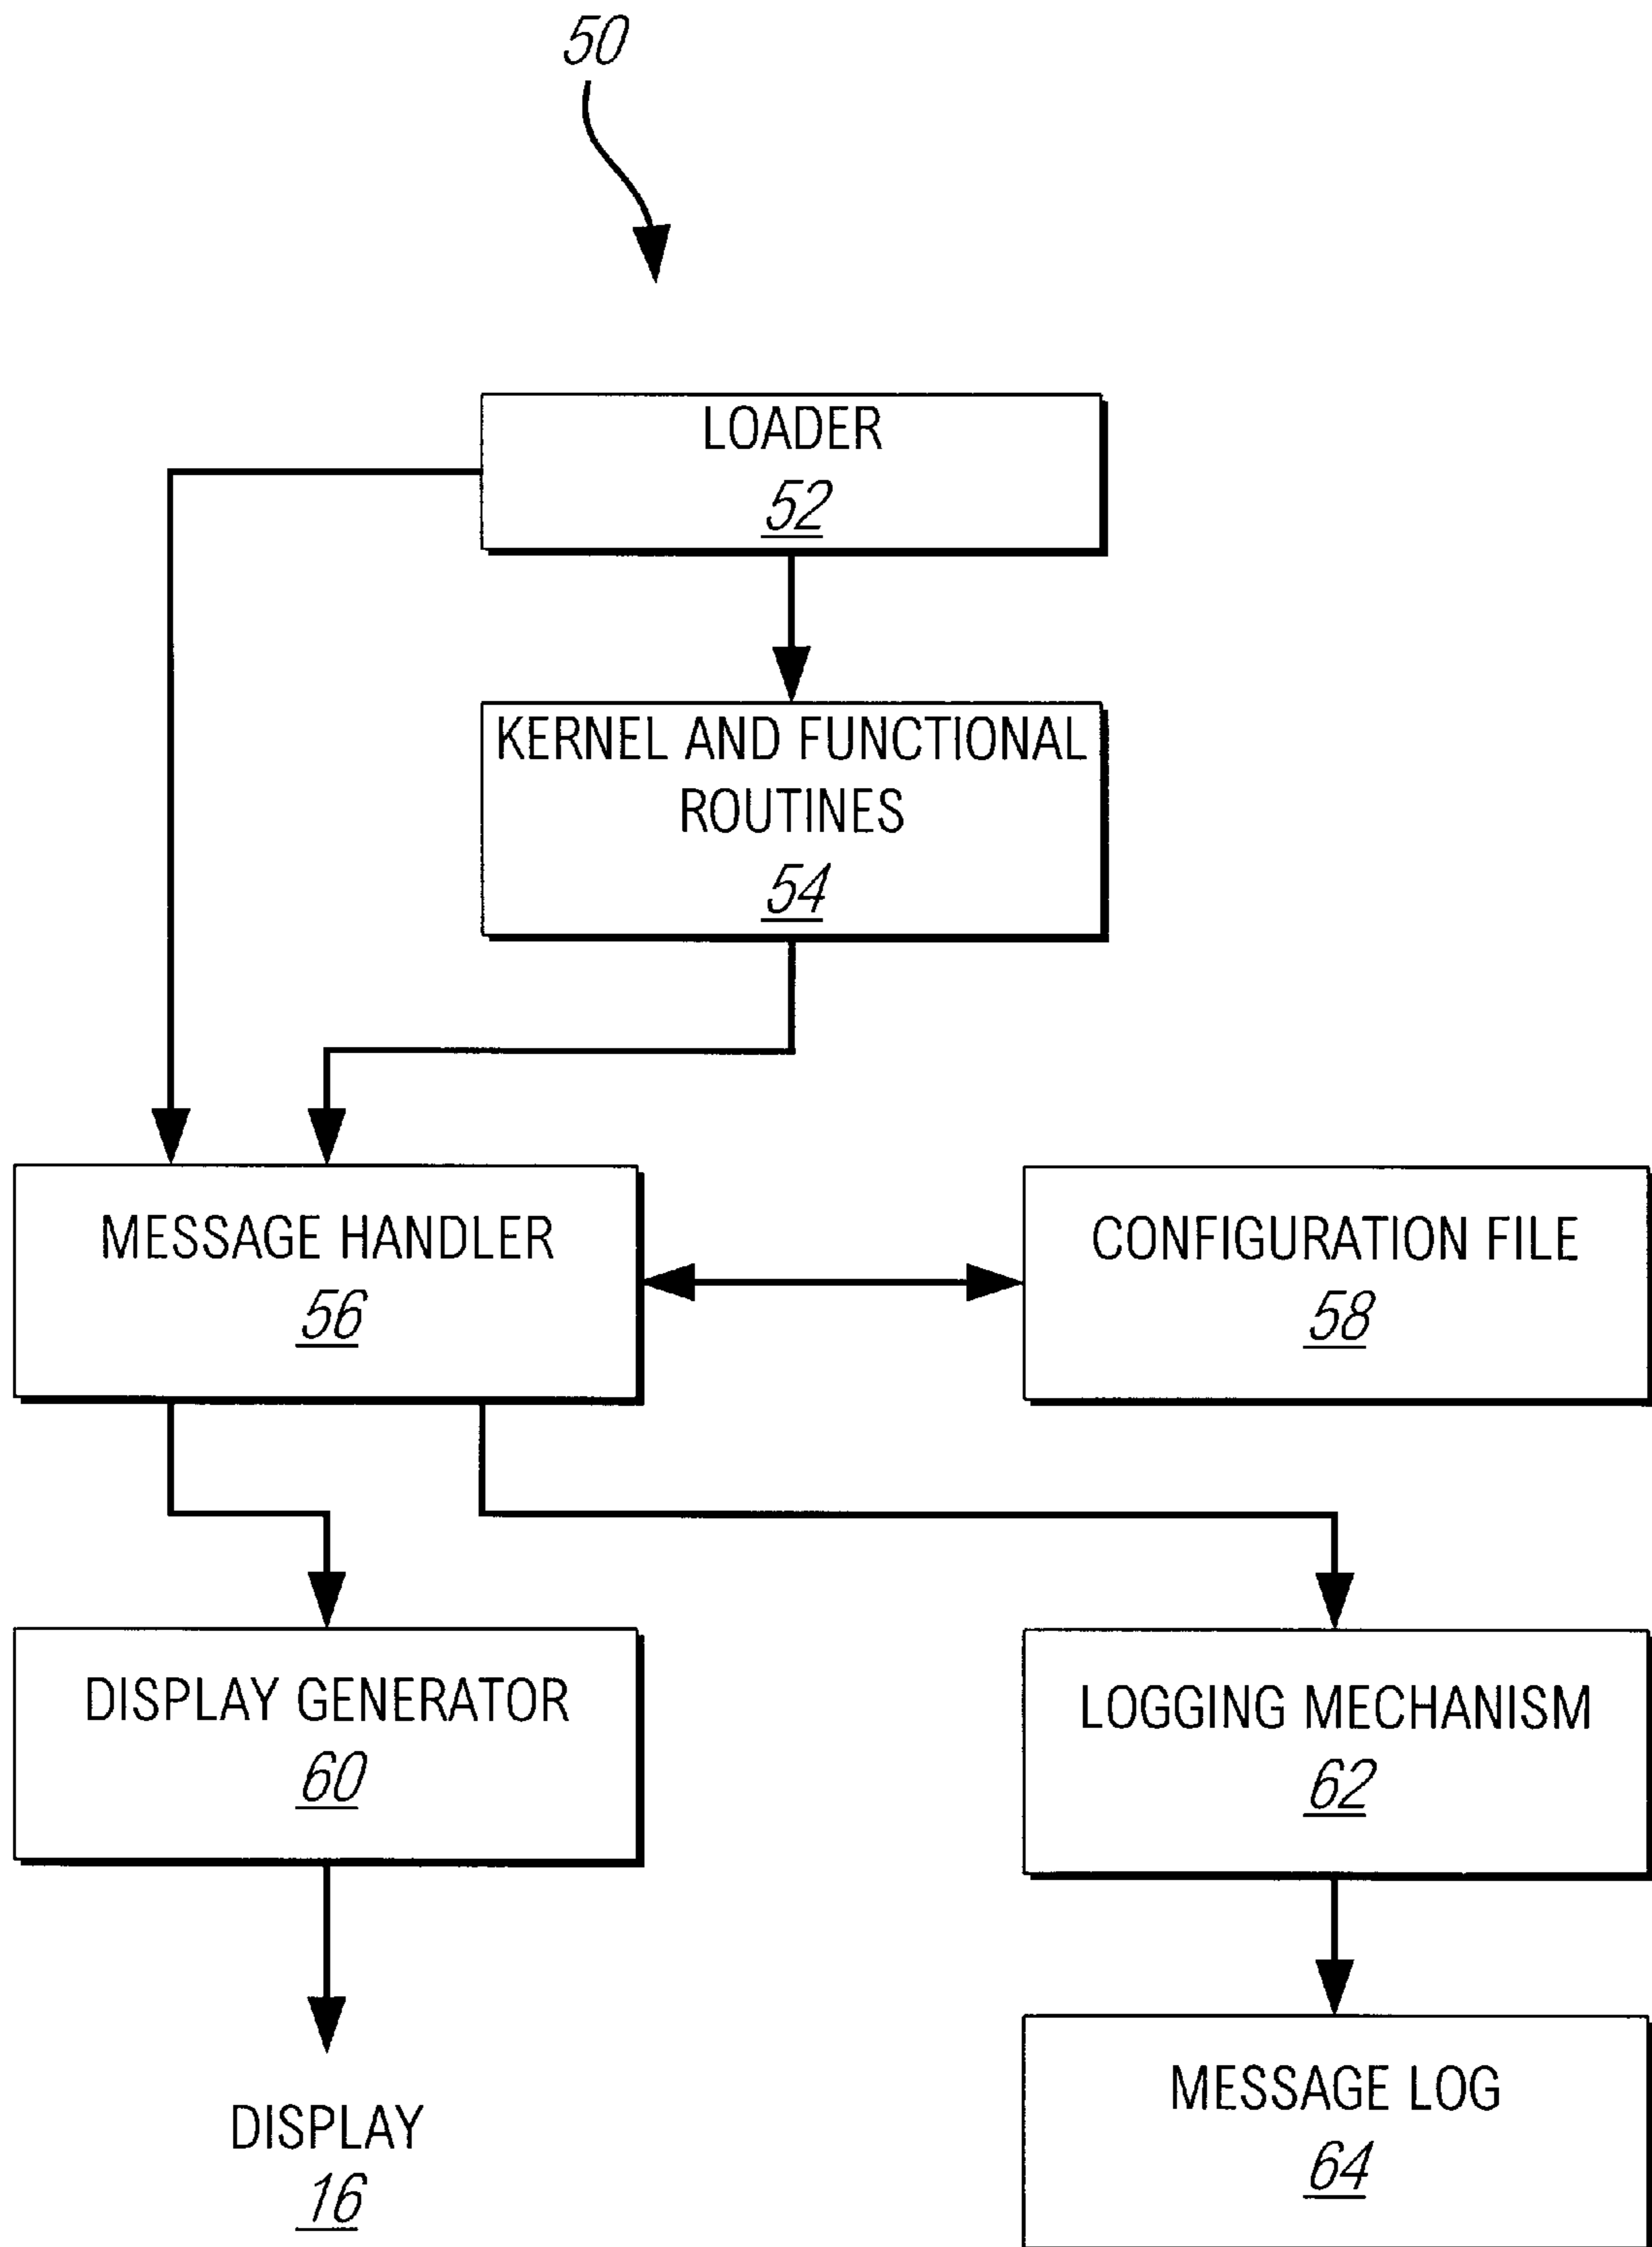 50
LOADER
52
KERNEL AND FUNCTIONAL
ROUTINES
54
MESSAGE HANDLER
56
CONFIGURATION FILE
58
DISPLAY GENERATOR
60
LOGGING MECHANISM
62
DISPLAY
16
MESSAGE LOG
64